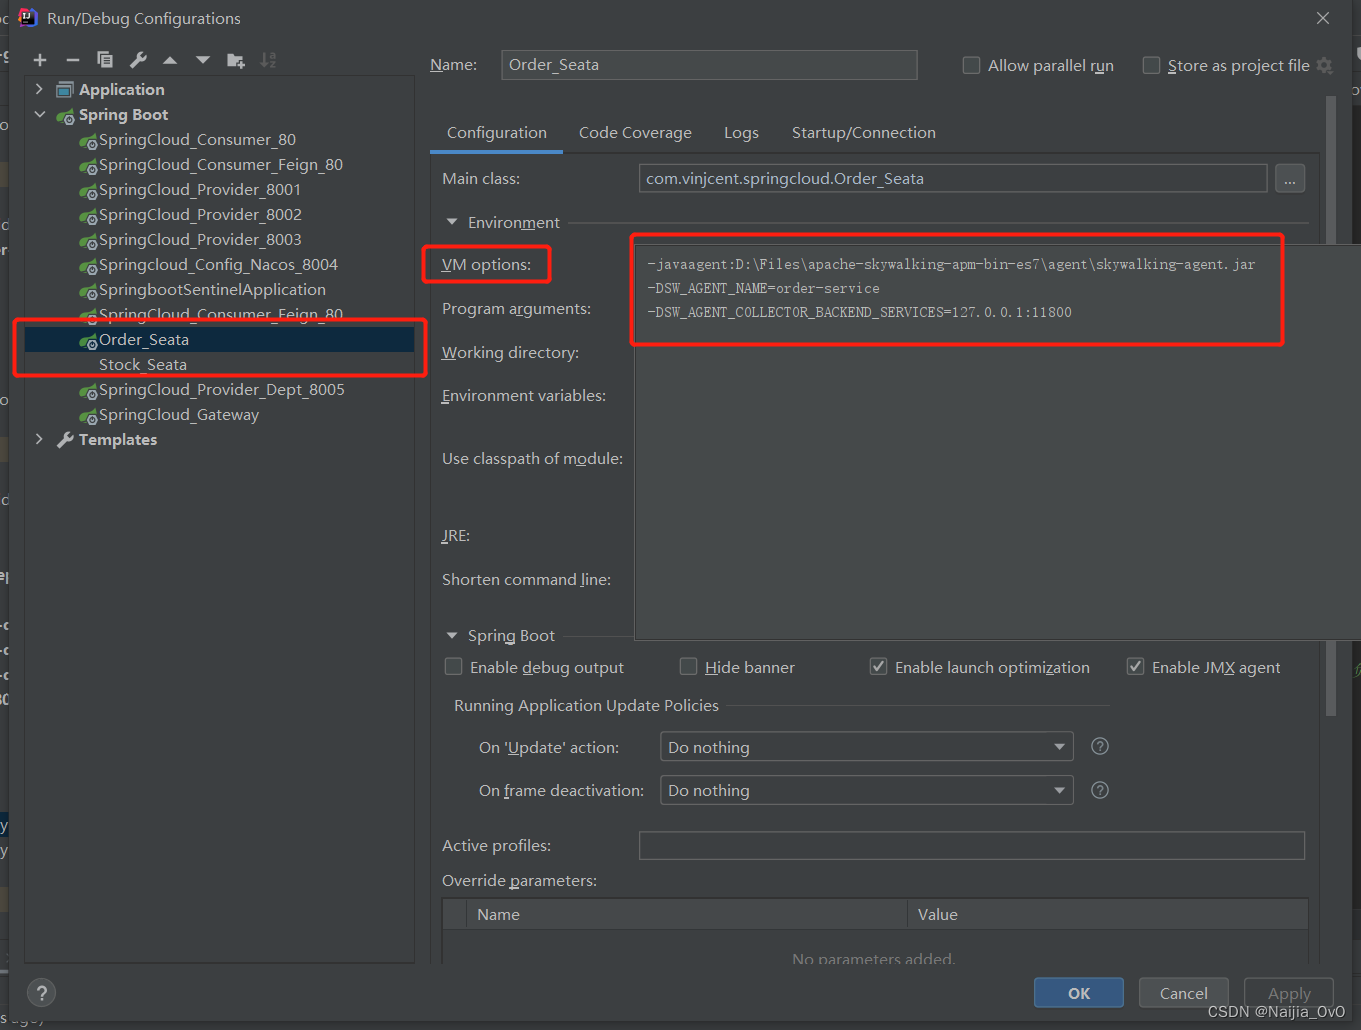 Run/Debug Configurations
Name: Order_Seata Allow parallel run Store as project file
Application
Spring Boot
SpringCloud_Consumer_80
SpringCloud_Consumer_Feign_80
SpringCloud_Provider_8001
SpringCloud_Provider_8002
SpringCloud_Provider_8003
Springcloud_Config_Nacos_8004
SpringbootSentinelApplication
SpringCloud_Consumer_Feign_80
Order_Seata
Stock_Seata
SpringCloud_Provider_Dept_8005
SpringCloud_Gateway
Templates
Configuration Code Coverage Logs Startup/Connection
Main class: com.vinjcent.springcloud.Order_Seata ...
Environment
VM options:
-javaagent:D:\Files\apache-skywalking-apm-bin-es7\agent\skywalking-agent.jar
-DSW_AGENT_NAME=order-service
-DSW_AGENT_COLLECTOR_BACKEND_SERVICES=127.0.0.1:11800
Program arguments:
Working directory:
Environment variables:
Use classpath of module:
JRE:
Shorten command line:
Spring Boot
Enable debug output Hide banner Enable launch optimization Enable JMX agent
Running Application Update Policies
On 'Update' action: Do nothing ?
On frame deactivation: Do nothing ?
Active profiles:
Override parameters:
Name Value
No parameters added.
? OK Cancel Apply
CSDN @Naijia_OvO